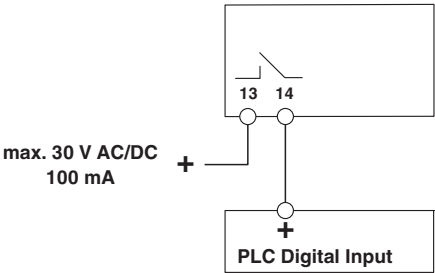 13 14
max. 30 V AC/DC
100 mA
+
+
PLC Digital Input